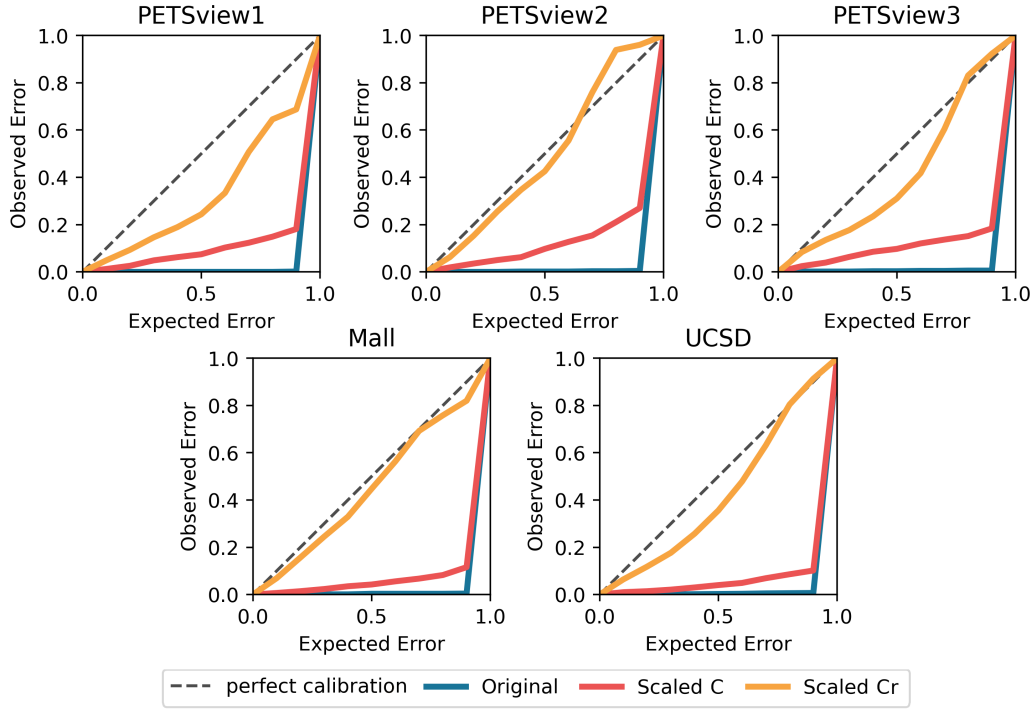 PETSview1 PETSview2 PETSview3
1.0 1.0 1.0
0.8 0.8 0.8
0.6 0.6 0.6
0.4 0.4 0.4
0.2 0.2 0.2
0.0 0.0 0.0
Observed Error Observed Error Observed Error
0.0 0.5 1.0 0.0 0.5 1.0 0.0 0.5 1.0
Expected Error Expected Error Expected Error
Mall UCSD
1.0 1.0
0.8 0.8
0.6 0.6
0.4 0.4
0.2 0.2
0.0 0.0
Observed Error Observed Error
0.0 0.5 1.0 0.0 0.5 1.0
Expected Error Expected Error
perfect calibration Original Scaled C Scaled Cr